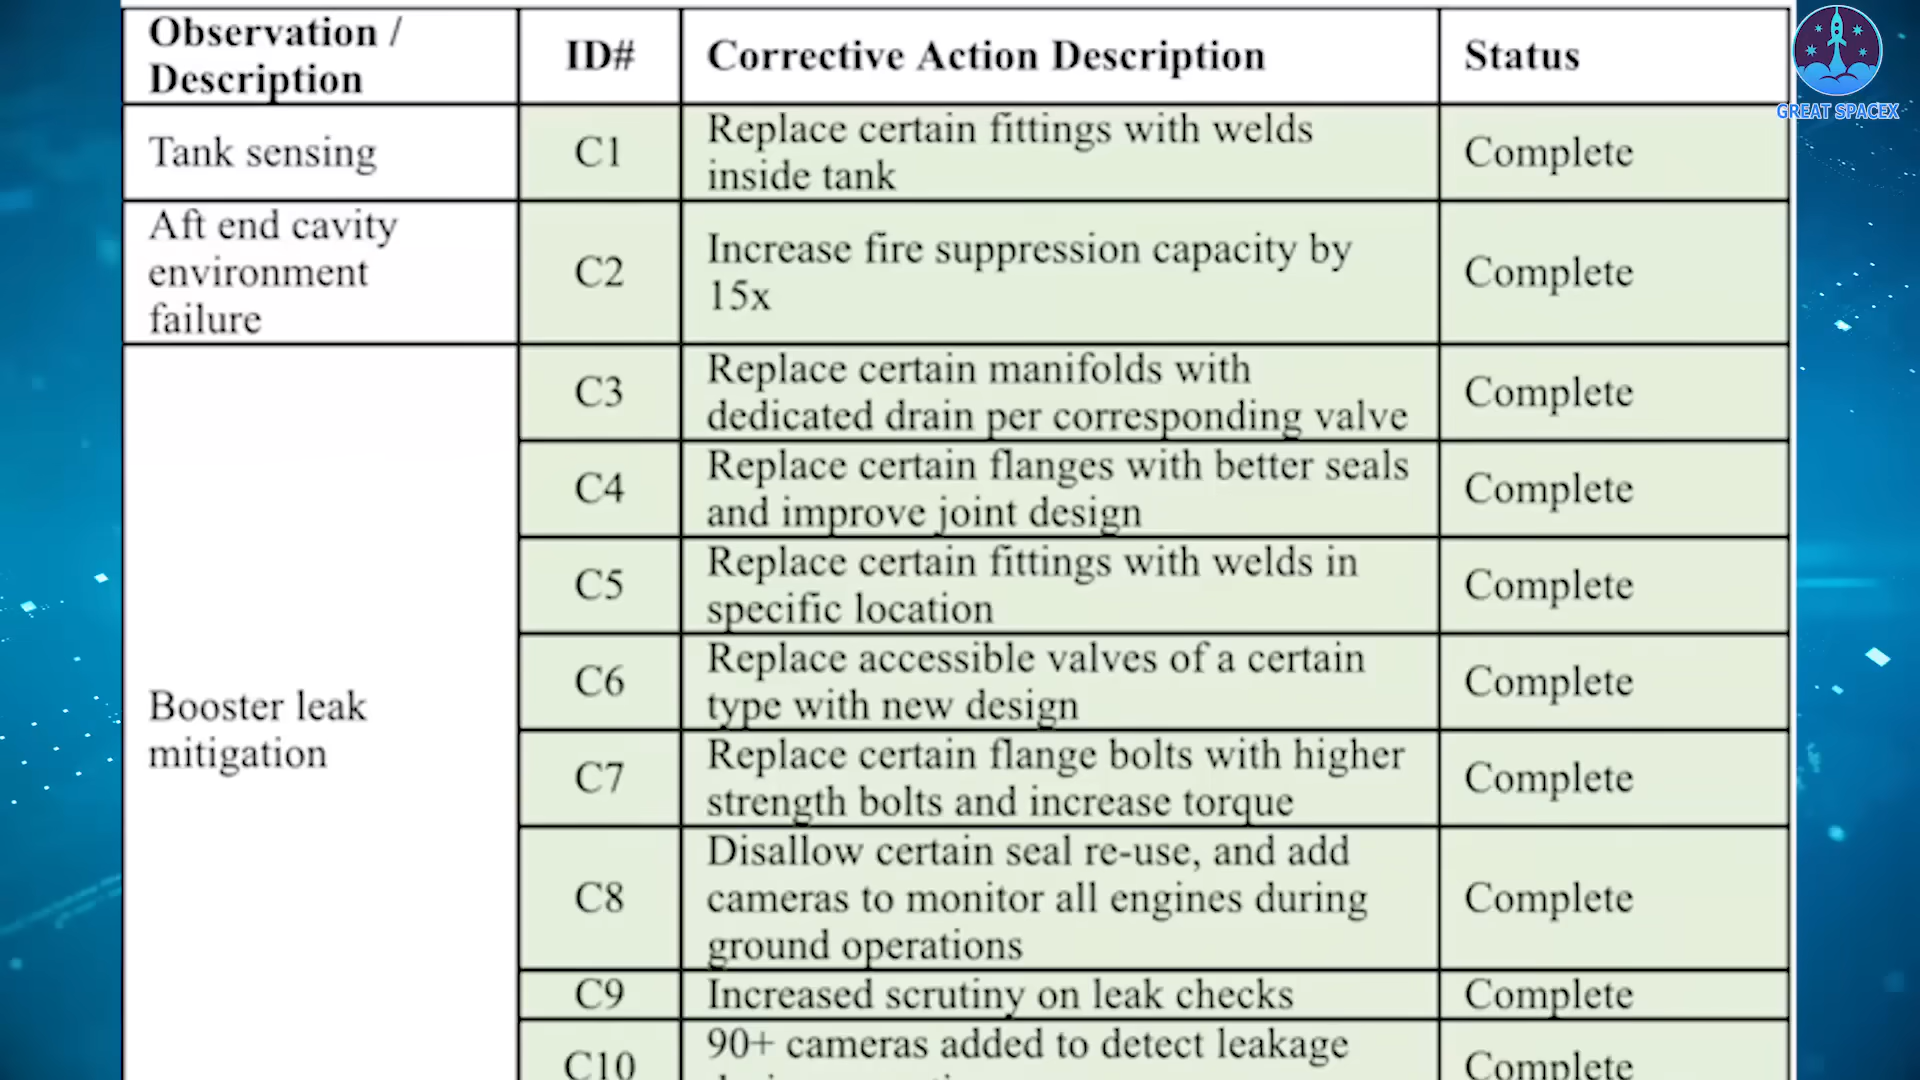 Observation /
Description
ID#
Corrective Action Description
Status
GREAT SPACEX
Tank sensing
C1
Replace certain fittings with welds
inside tank
Complete
Aft end cavity
environment
failure
C2
Increase fire suppression capacity by
15x
Complete
Booster leak
mitigation
C3
Replace certain manifolds with
dedicated drain per corresponding valve
Complete
C4
Replace certain flanges with better seals
and improve joint design
Complete
C5
Replace certain fittings with welds in
specific location
Complete
C6
Replace accessible valves of a certain
type with new design
Complete
C7
Replace certain flange bolts with higher
strength bolts and increase torque
Complete
C8
Disallow certain seal re-use, and add
cameras to monitor all engines during
ground operations
Complete
C9
Increased scrutiny on leak checks
Complete
C10
90+ cameras added to detect leakage
Complete